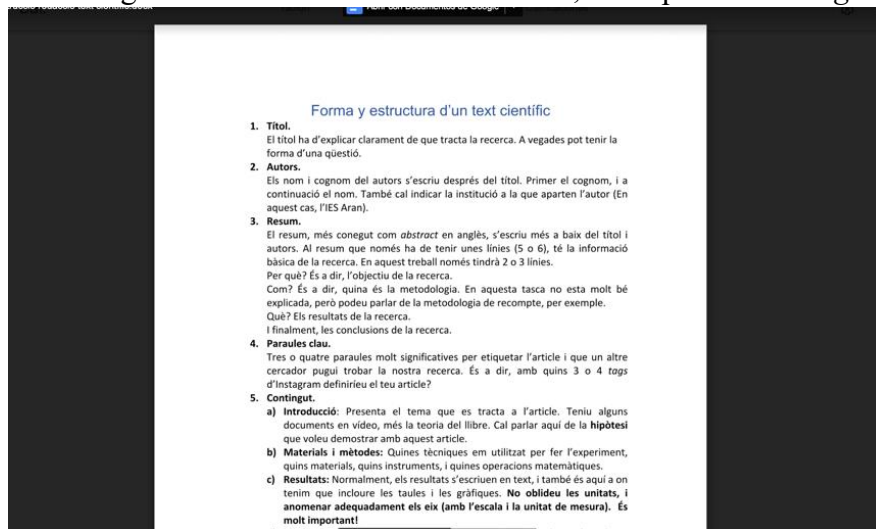 Abrir con Documentos de Google
Forma y estructura d'un text científic
1. Títol.
El títol ha d'explicar clarament de que tracta la recerca. A vegades pot tenir la
forma d'una qüestió.
2. Autors.
Els nom i cognom del autors s'escriu després del títol. Primer el cognom, i a
continuació el nom. També cal indicar la institució a la que aparten l'autor (En
aquest cas, l'IES Aran).
3. Resum.
El resum, més conegut com abstract en anglès, s'escriu més a baix del títol i
autors. Al resum que només ha de tenir unes línies (5 o 6), té la informació
bàsica de la recerca. En aquest treball només tindrà 2 o 3 línies.
Per què? És a dir, l'objectiu de la recerca.
Com? És a dir, quina és la metodologia. En aquesta tasca no esta molt bé
explicada, però podeu parlar de la metodologia de recompte, per exemple.
Què? Els resultats de la recerca.
I finalment, les conclusions de la recerca.
4. Paraules clau.
Tres o quatre paraules molt significatives per etiquetar l'article i que un altre
cercador pugui trobar la nostra recerca. És a dir, amb quins 3 o 4 tags
d'Instagram definiríeu el teu article?
5. Contingut.
a) Introducció: Presenta el tema que es tracta a l'article. Teniu alguns
documents en vídeo, més la teoria del llibre. Cal parlar aquí de la hipòtesi
que voleu demostrar amb aquest article.
b) Materials i mètodes: Quines tècniques em utilitzat per fer l'experiment,
quins materials, quins instruments, i quines operacions matemàtiques.
c) Resultats: Normalment, els resultats s'escriuen en text, i també és aquí a on
tenim que incloure les taules i les gràfiques. No oblideu les unitats, i
anomenar adequadament els eix (amb l'escala i la unitat de mesura). És
molt important!